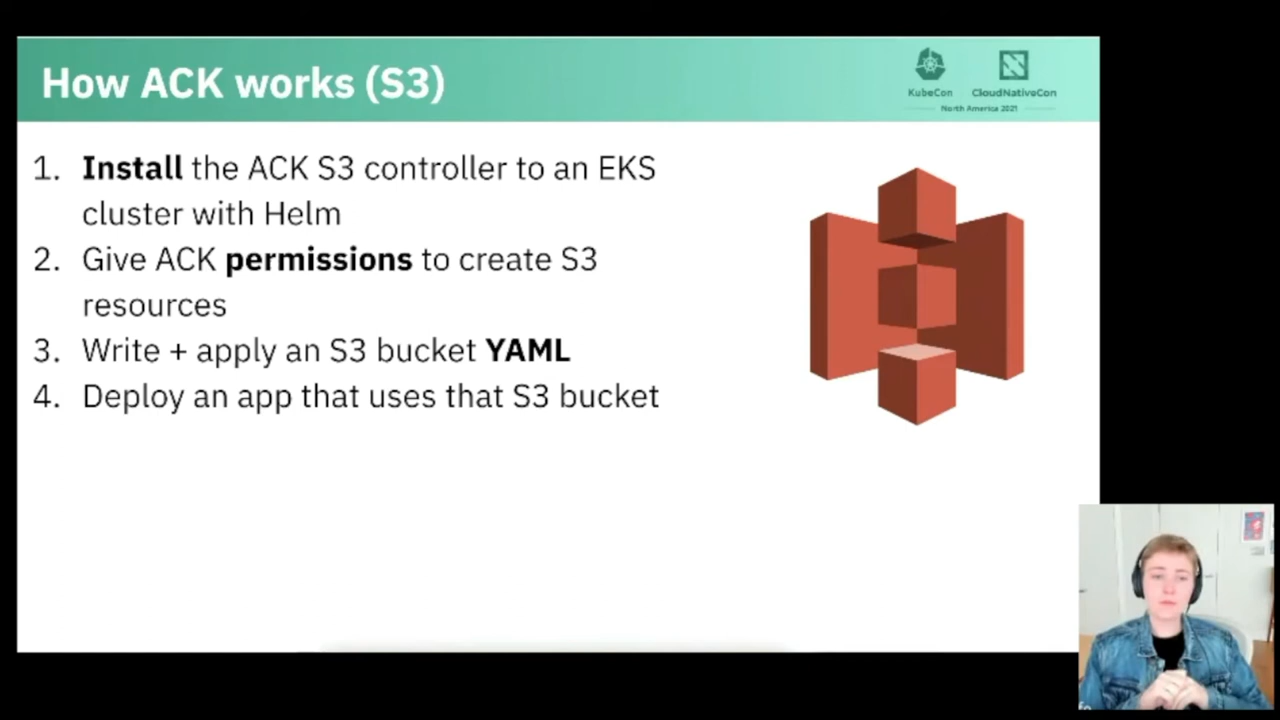 How ACK works (S3)
KubeCon
CloudNativeCon
North America 2021
1. Install the ACK S3 controller to an EKS
cluster with Helm
2. Give ACK permissions to create S3
resources
3. Write + apply an S3 bucket YAML
4. Deploy an app that uses that S3 bucket